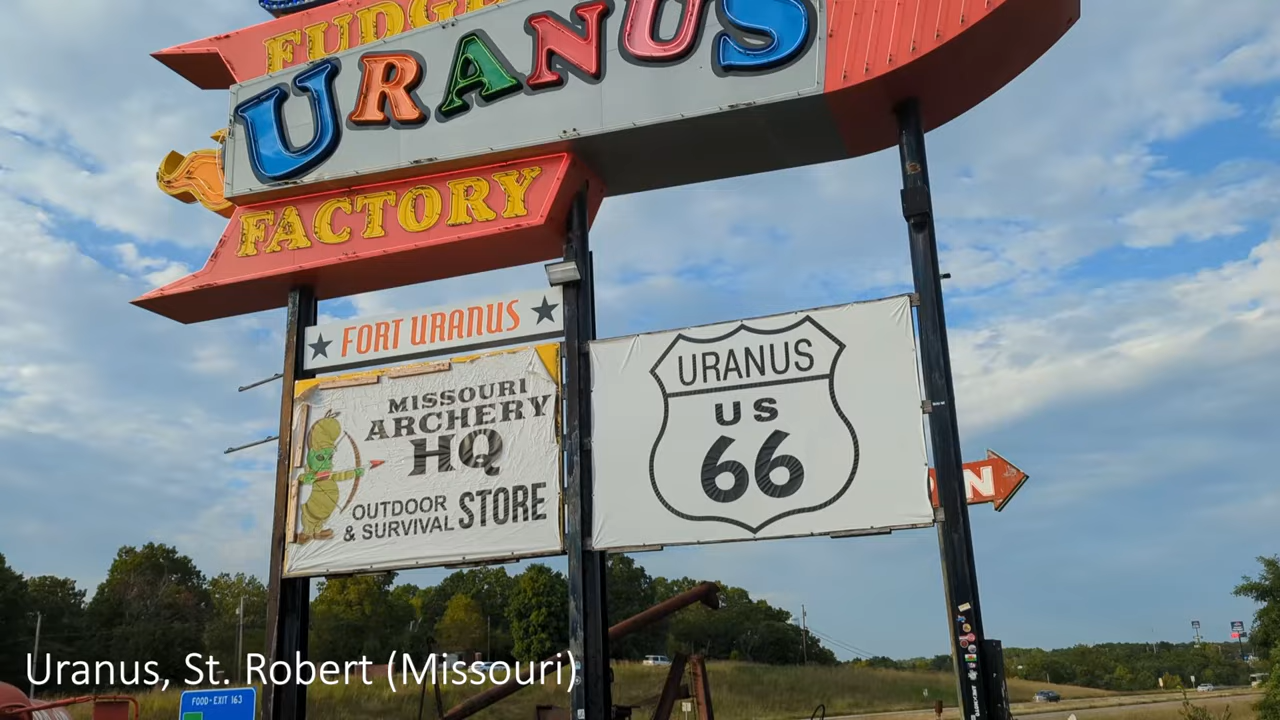 FUDGE
URANUS
FACTORY
FORT URANUS
MISSOURI
ARCHERY
HQ
OUTDOOR
& SURVIVAL STORE
URANUS
US
66
N
Uranus, St. Robert (Missouri)
FOOD-EXIT 163